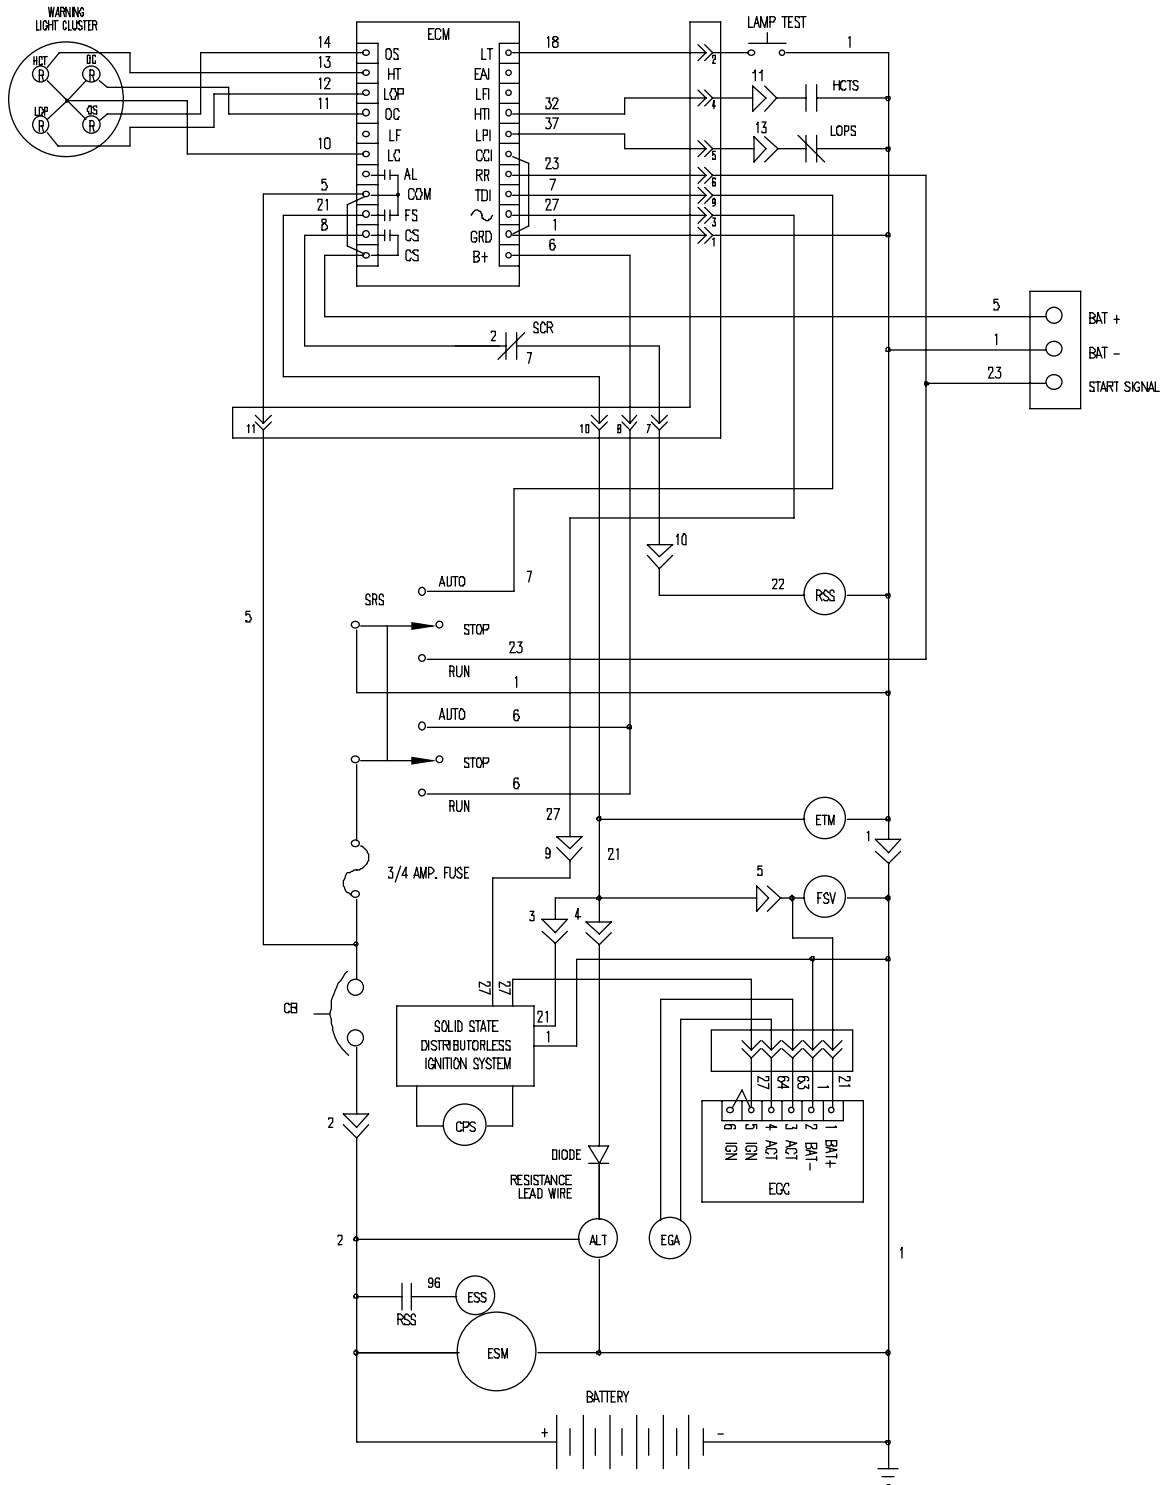 WARNING
LIGHT CLUSTER
HCT
OC
R
R
LOP
OS
R
R
14
13
12
11
10
5
21
8
ECM
OS
HT
LOP
OC
LF
LC
AL
COM
FS
CS
CS
LT
EAI
LFI
HTI
LPI
CCI
RR
TDI
GRD
B+
18
32
37
23
7
27
1
6
2
4
5
6
9
3
1
LAMP TEST
1
11
HCTS
13
LOPS
2
SCR
7
5
BAT +
1
BAT -
23
START SIGNAL
11
10
8
7
10
AUTO
7
22
RSS
5
SRS
STOP
23
RUN
1
AUTO
6
STOP
6
RUN
27
ETM
1
9
21
3/4 AMP. FUSE
5
FSV
3
4
CB
27
27
21
1
SOLID STATE
DISTRIBUTORLESS
IGNITION SYSTEM
CPS
2
27
64
63
1
21
6 IGN
5 IGN
4 ACT
3 ACT
2 BAT-
1 BAT+
EGC
DIODE
RESISTANCE
LEAD WIRE
2
ALT
EGA
1
96
ESS
RSS
ESM
BATTERY
+
-